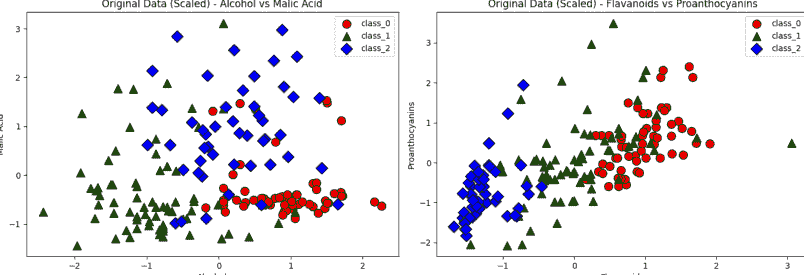 Original Data (Scaled) - Alcohol vs Malic Acid
3
2
1
0
−1
−2
−1
0
1
2
class_0
class_1
class_2
Original Data (Scaled) - Flavanoids vs Proanthocyanins
Proanthocyanins
3
2
1
0
−1
−2
−1
0
1
2
3
class_0
class_1
class_2